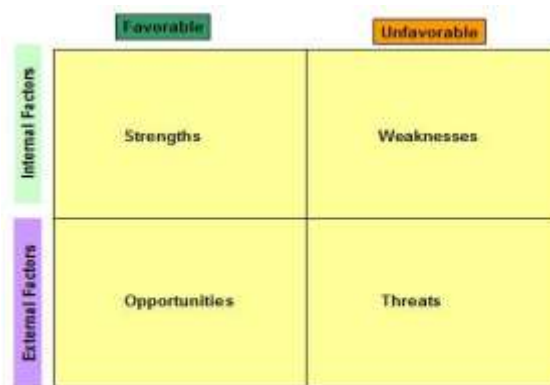 Favorable
Unfavorable
Internal Factors
Strengths
Weaknesses
External Factors
Opportunities
Threats